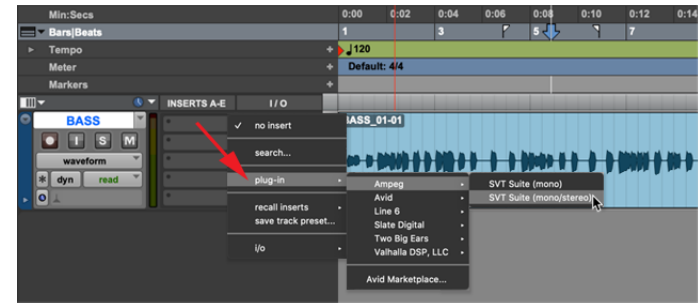 Min:Secs 0:00 0:02 0:04 0:06 0:08 0:10 0:12 0:14
Bars|Beats 1 3 5 7
Tempo + 120
Meter + Default: 4/4
Markers +
INSERTS A-E I / O
BASS
I S M
waveform
* dyn read
BASS_01-01
✓ no insert
search...
plug-in
recall inserts
save track preset...
i/o
Ampeg
Avid
Line 6
Slate Digital
Two Big Ears
Valhalla DSP, LLC
Avid Marketplace...
SVT Suite (mono)
SVT Suite (mono/stereo)